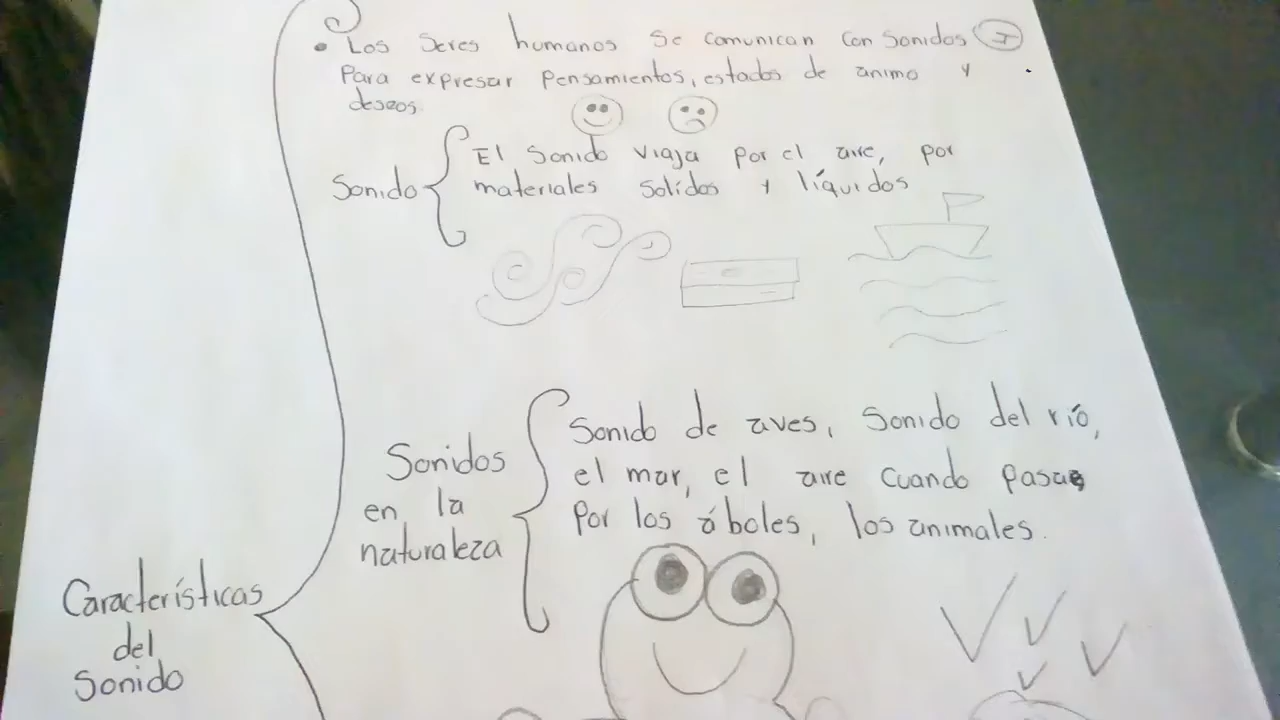 • Los Seres humanos se comunican con sonidos I
Para expresar pensamientos, estados de animo y
deseos.
Sonido
El sonido viaja por el aire, por
materiales solidos y líquidos
Sonidos
en la
naturaleza
Sonido de aves, sonido del río,
el mar, el aire cuando pasa
por los óboles, los animales.
Características
del
Sonido